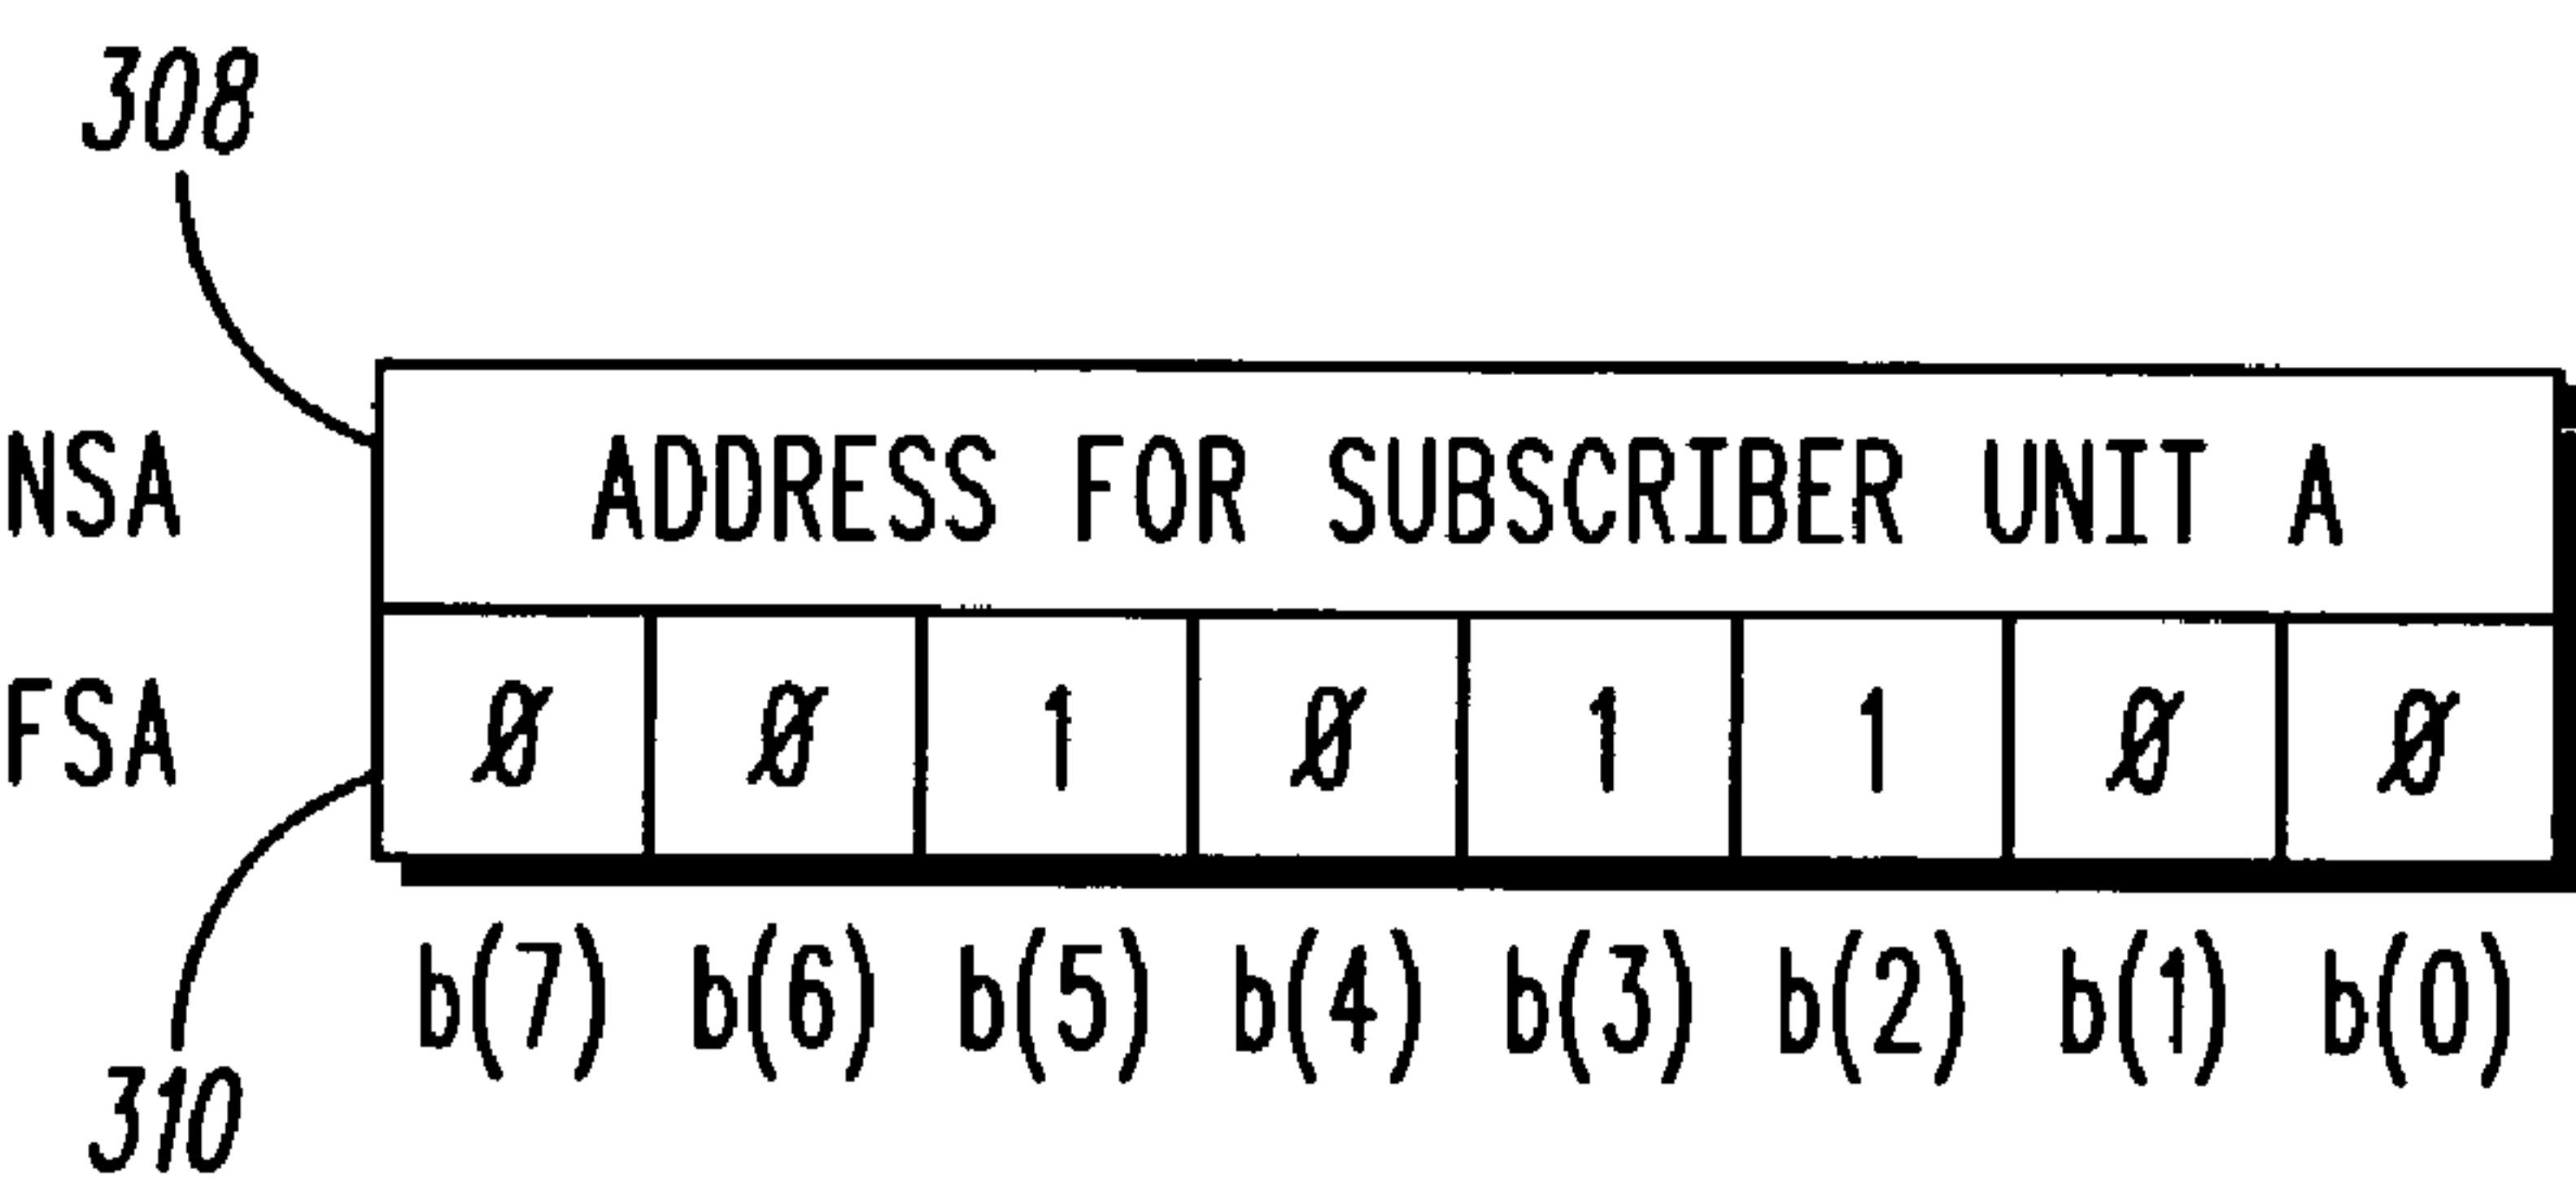 308
NSA ADDRESS FOR SUBSCRIBER UNIT A
FSA Ø Ø 1 Ø 1 1 Ø Ø
b(7) b(6) b(5) b(4) b(3) b(2) b(1) b(0)
310